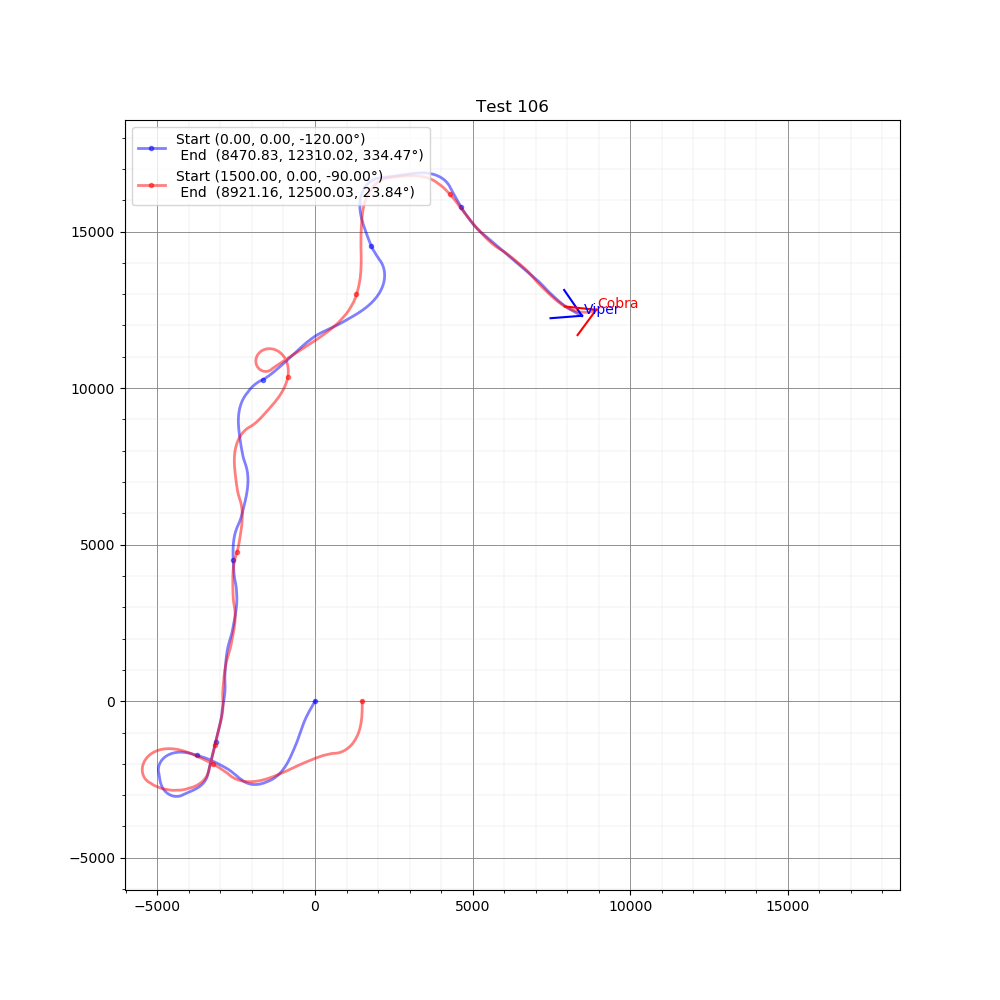 Test 106
Start (0.00, 0.00, -120.00°)
End (8470.83, 12310.02, 334.47°)
Start (1500.00, 0.00, -90.00°)
End (8921.16, 12500.03, 23.84°)
15000
Cobra
Viper
10000
5000
0
−5000
−5000
0
5000
10000
15000